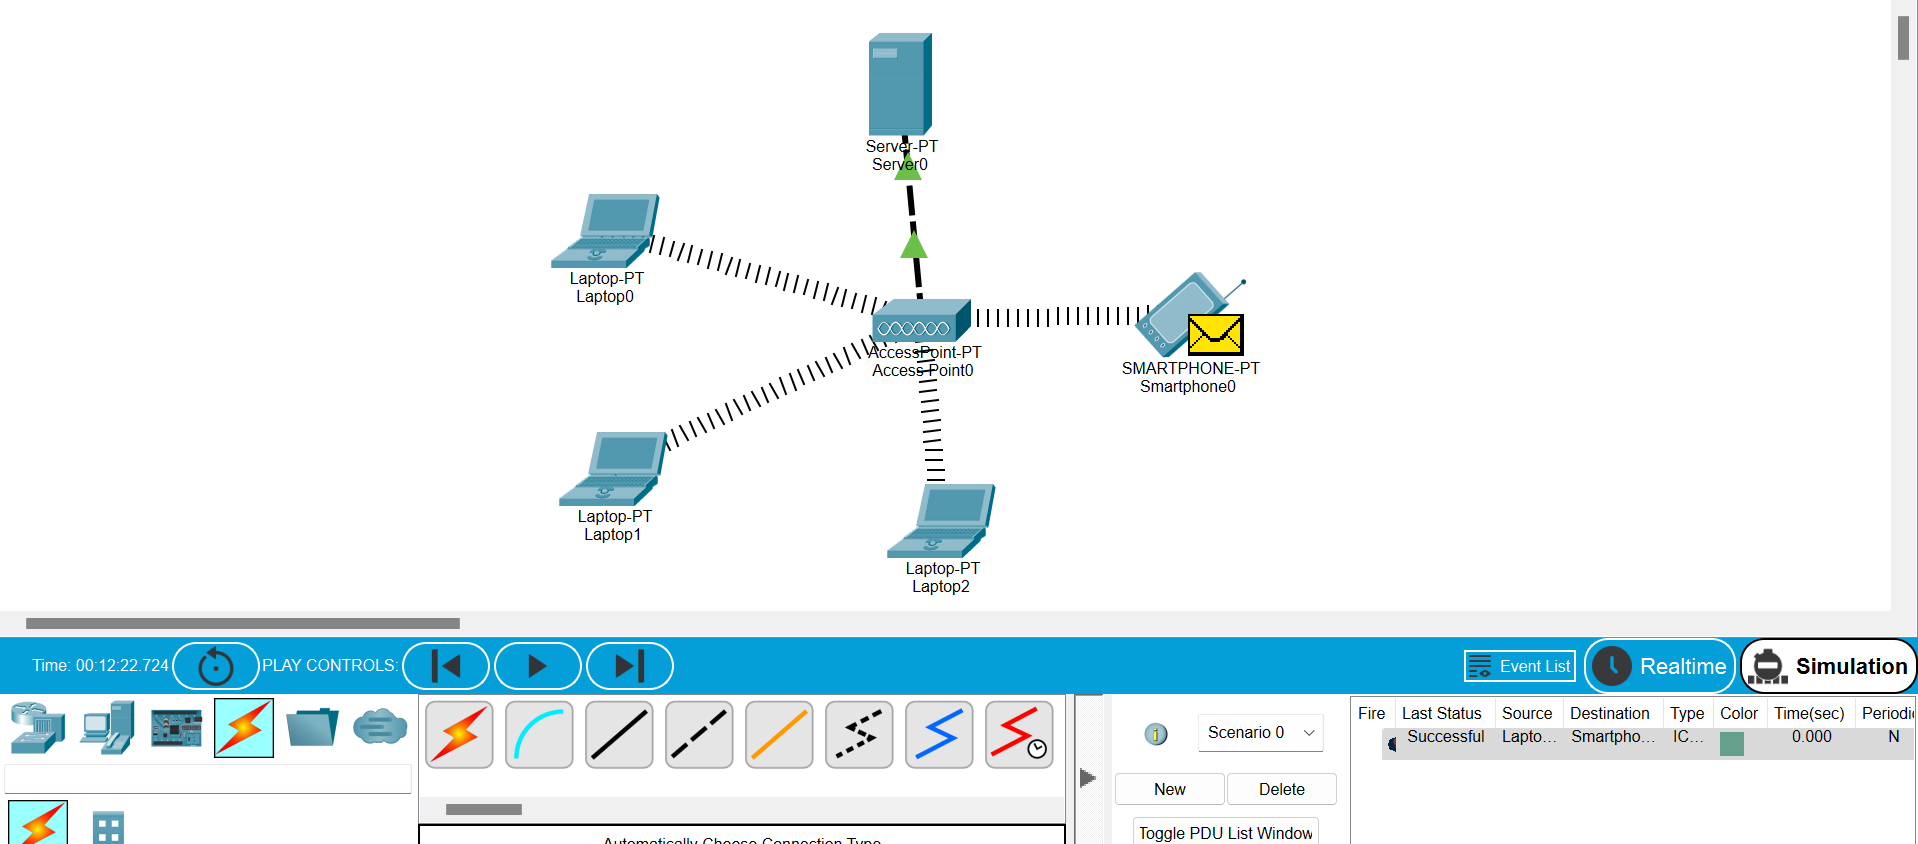 Server-PT
Server0
Laptop-PT
Laptop0
AccessPoint-PT
Access Point0
SMARTPHONE-PT
Smartphone0
Laptop-PT
Laptop1
Laptop-PT
Laptop2
Time: 00:12:22.724
PLAY CONTROLS:
Event List
Realtime
Simulation
Scenario 0
New
Delete
Toggle PDU List Window
Fire Last Status Source Destination Type Color Time(sec) Periodic
Successful Lapto... Smartpho... IC... 0.000 N
Automatically Choose Connection Type